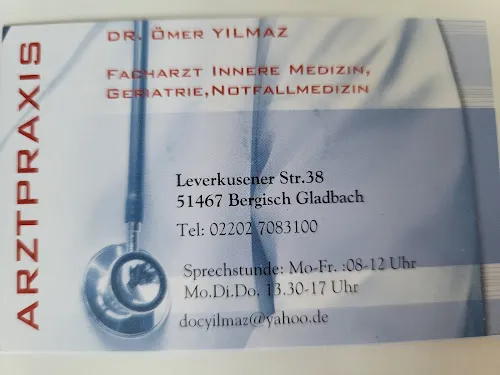 ARZTPRAXIS
DR. ÖMER YILMAZ
FACHARZT INNERE MEDIZIN,
GERIATRIE,NOTFALLMEDIZIN
Leverkusener Str.38
51467 Bergisch Gladbach
Tel: 02202 7083100
Sprechstunde: Mo-Fr. :08-12 Uhr
Mo.Di.Do. 13.30-17 Uhr
docyilmaz@yahoo.de